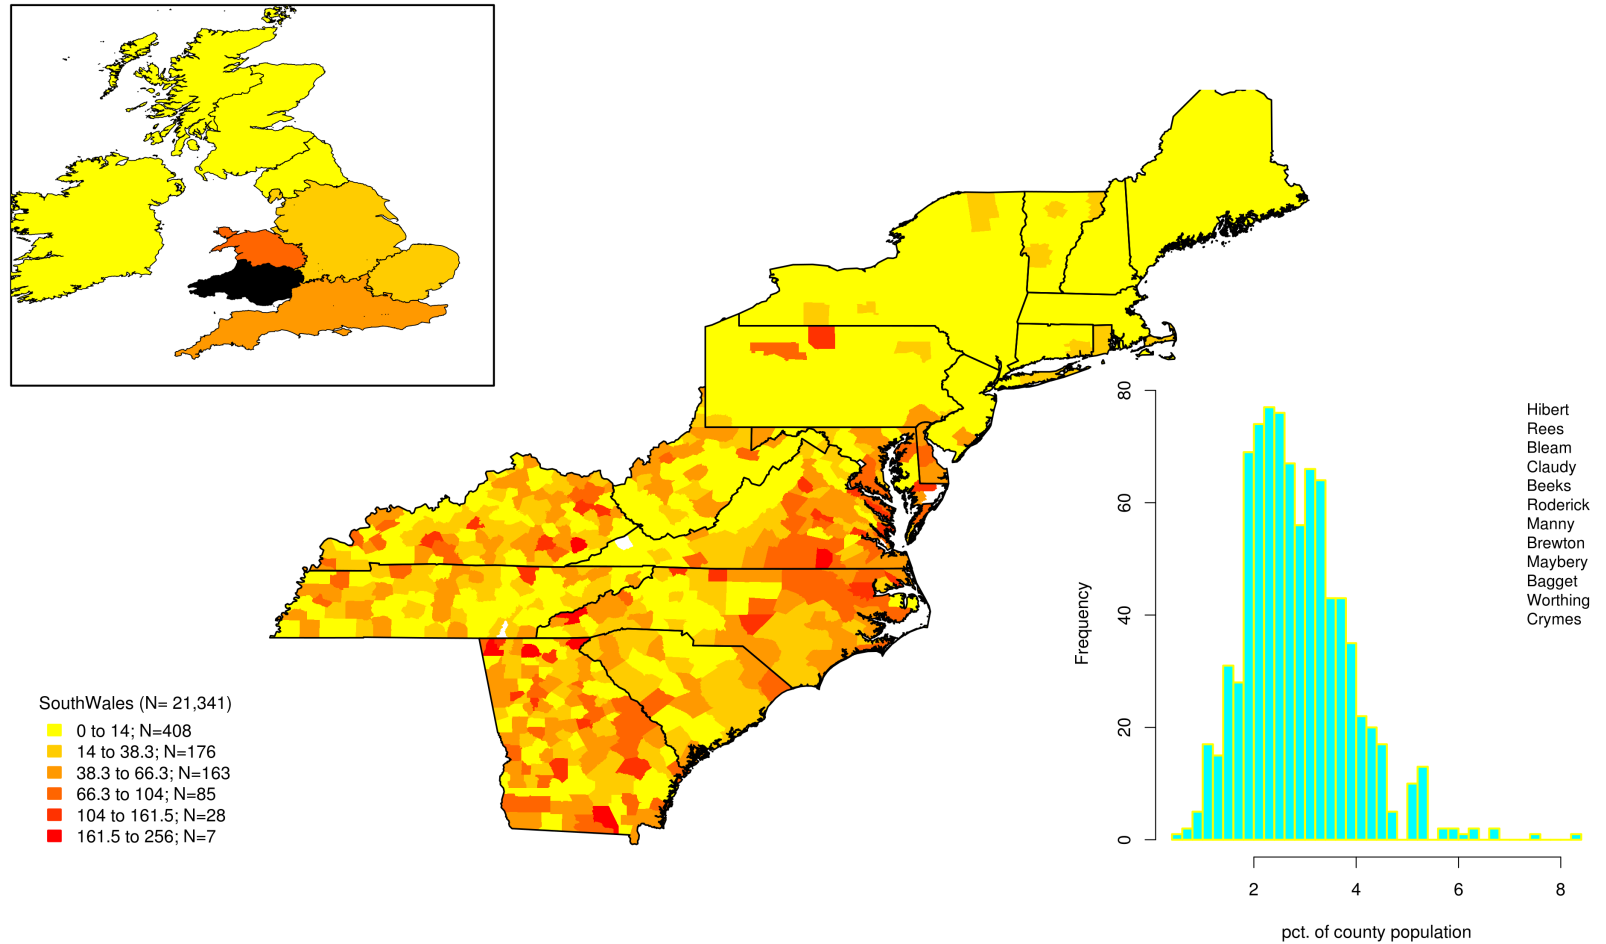 SouthWales (N= 21,341)
0 to 14; N=408
14 to 38.3; N=176
38.3 to 66.3; N=163
66.3 to 104; N=85
104 to 161.5; N=28
161.5 to 256; N=7
Frequency
0
20
40
60
80
2
4
6
8
pct. of county population
Hibert
Rees
Bleam
Claudy
Beeks
Roderick
Manny
Brewton
Maybery
Bagget
Worthing
Crymes